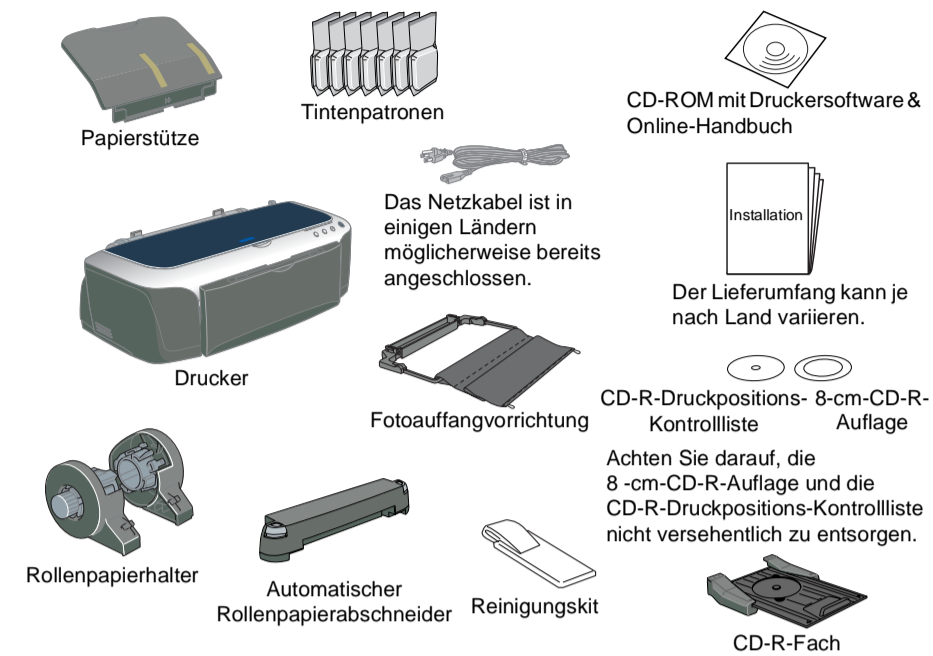 Papierstütze
Tintenpatronen
CD-ROM mit Druckersoftware &
Online-Handbuch
Das Netzkabel ist in
einigen Ländern
möglicherweise bereits
angeschlossen.
Installation
Der Lieferumfang kann je
nach Land variieren.
Drucker
Fotoauffangvorrichtung
CD-R-Druckpositions-
Kontrollliste
8-cm-CD-R-
Auflage
Achten Sie darauf, die
8 -cm-CD-R-Auflage und die
CD-R-Druckpositions-Kontrollliste
nicht versehentlich zu entsorgen.
Rollenpapierhalter
Automatischer
Rollenpapierabschneider
Reinigungskit
CD-R-Fach